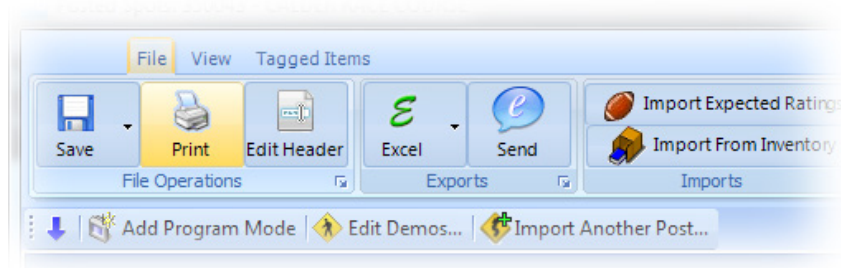 File View Tagged Items
Save Print Edit Header Excel Send Import Expected Ratings
Import From Inventory
File Operations Exports Imports
Add Program Mode Edit Demos... Import Another Post...